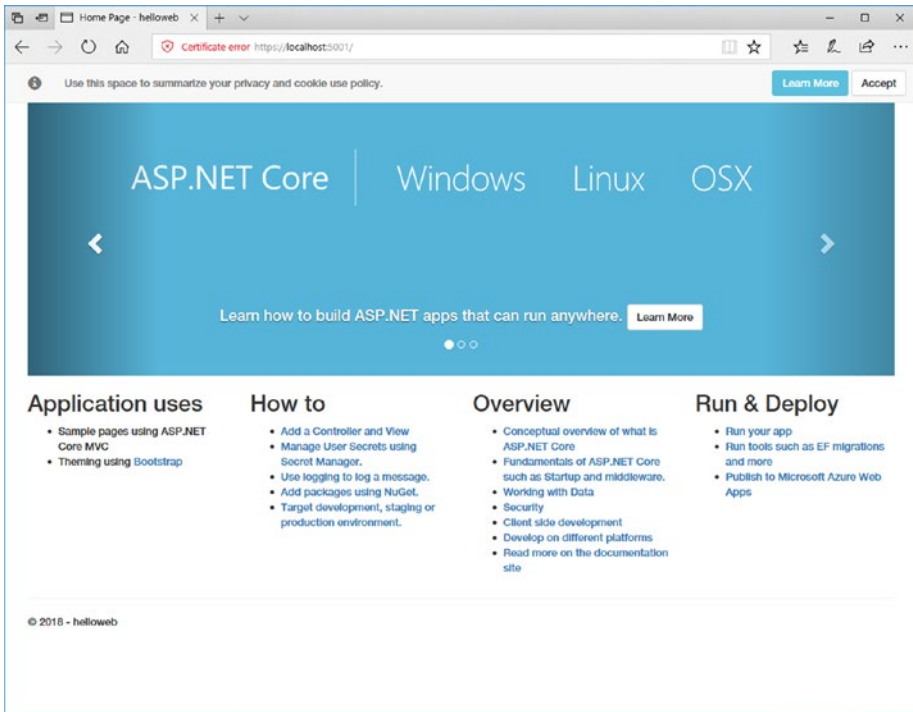 Home Page - helloweb
Certificate error https://localhost:5001/
Use this space to summarize your privacy and cookie use policy.
Learn More
Accept
ASP.NET Core
Windows
Linux
OSX
Learn how to build ASP.NET apps that can run anywhere.
Learn More
Application uses
Sample pages using ASP.NET
Core MVC
Theming using Bootstrap
How to
Add a Controller and View
Manage User Secrets using
Secret Manager.
Use logging to log a message.
Add packages using NuGet.
Target development, staging or
production environment.
Overview
Conceptual overview of what is
ASP.NET Core
Fundamentals of ASP.NET Core
such as Startup and middleware.
Working with Data
Security
Client side development
Develop on different platforms
Read more on the documentation
site
Run & Deploy
Run your app
Run tools such as EF migrations
and more
Publish to Microsoft Azure Web
Apps
© 2018 - helloweb